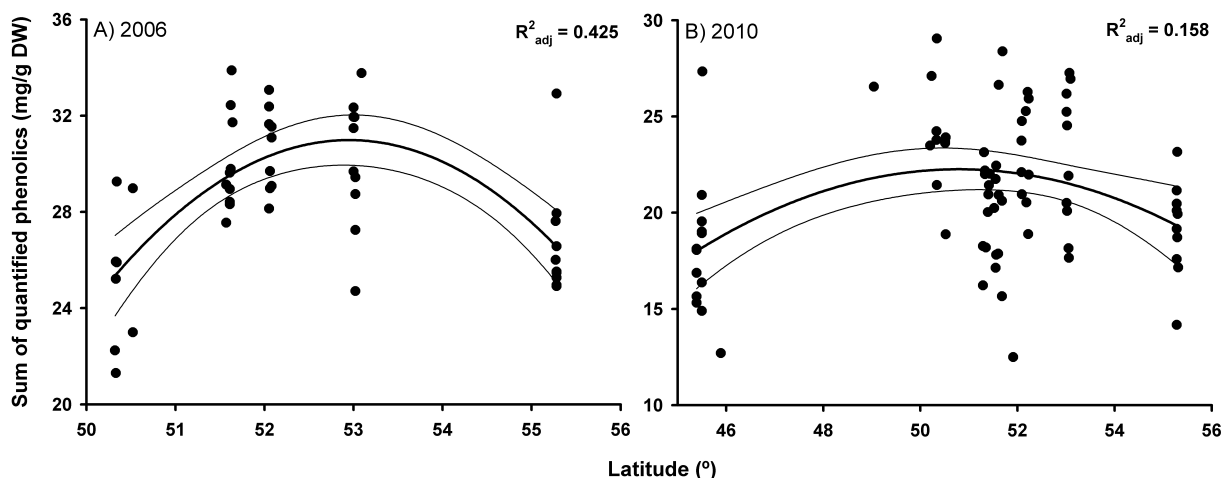 A) 2006
R²adj = 0.425
B) 2010
R²adj = 0.158
Sum of quantified phenolics (mg/g DW)
36
32
28
24
20
50 51 52 53 54 55 56
30
25
20
15
10
46 48 50 52 54 56
Latitude (º)